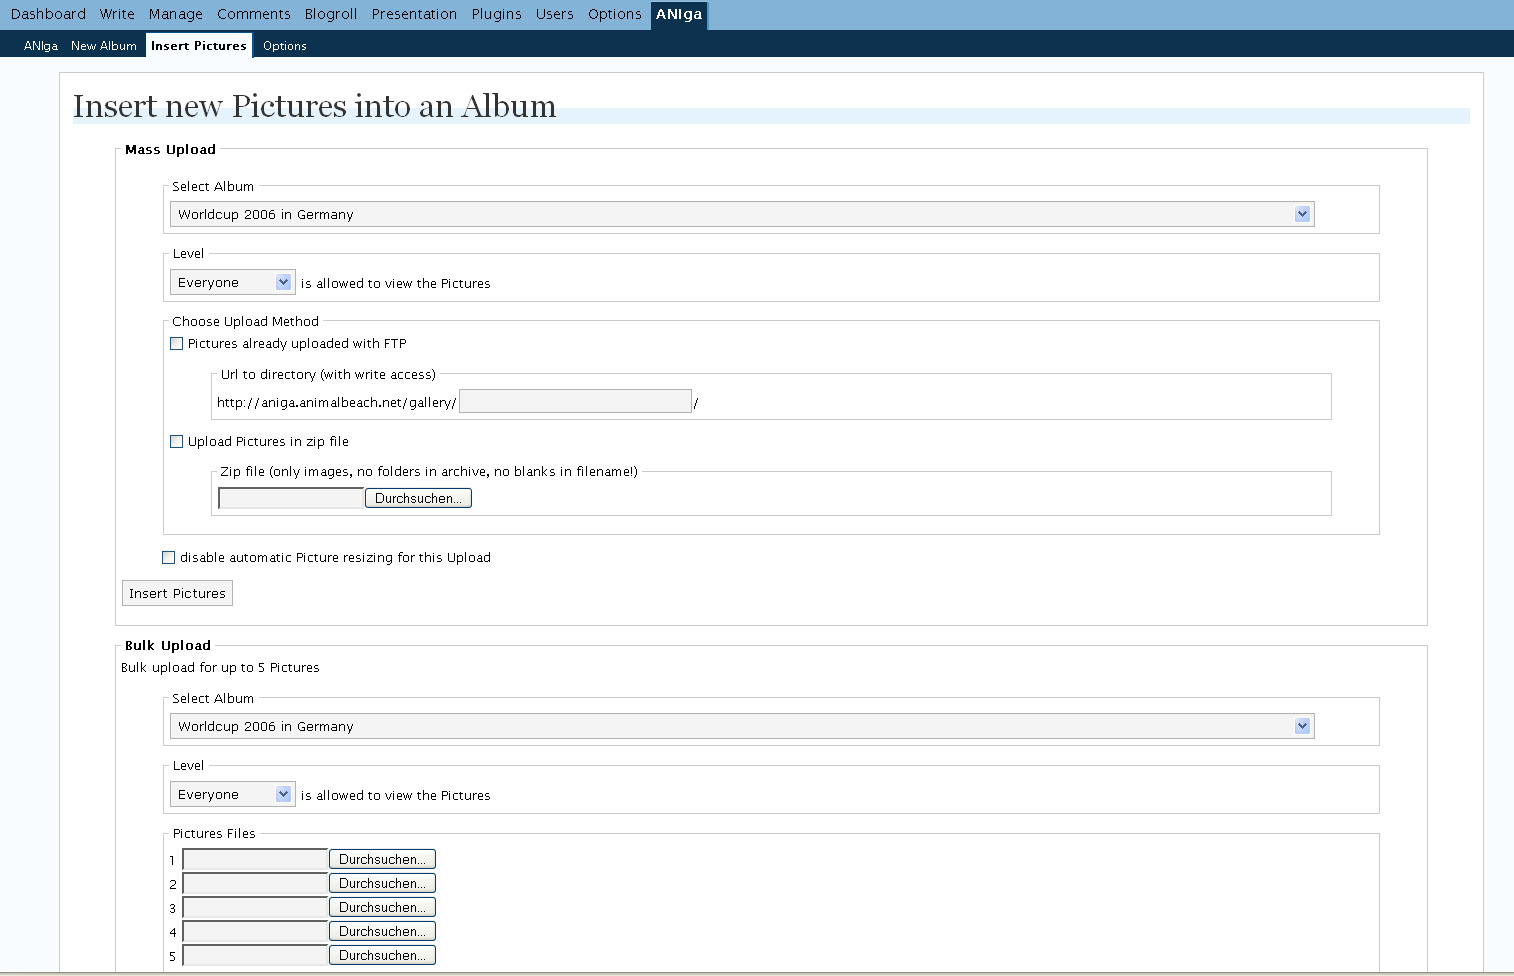 Dashboard Write Manage Comments Blogroll Presentation Plugins Users Options ANIga
ANIga New Album Insert Pictures Options
Insert new Pictures into an Album
Mass Upload
Select Album
Worldcup 2006 in Germany
Level
Everyone is allowed to view the Pictures
Choose Upload Method
Pictures already uploaded with FTP
Url to directory (with write access)
http://aniga.animalbeach.net/gallery/ /
Upload Pictures in zip file
Zip file (only images, no folders in archive, no blanks in filename!)
Durchsuchen...
disable automatic Picture resizing for this Upload
Insert Pictures
Bulk Upload
Bulk upload for up to 5 Pictures
Select Album
Worldcup 2006 in Germany
Level
Everyone is allowed to view the Pictures
Pictures Files
1 Durchsuchen...
2 Durchsuchen...
3 Durchsuchen...
4 Durchsuchen...
5 Durchsuchen...